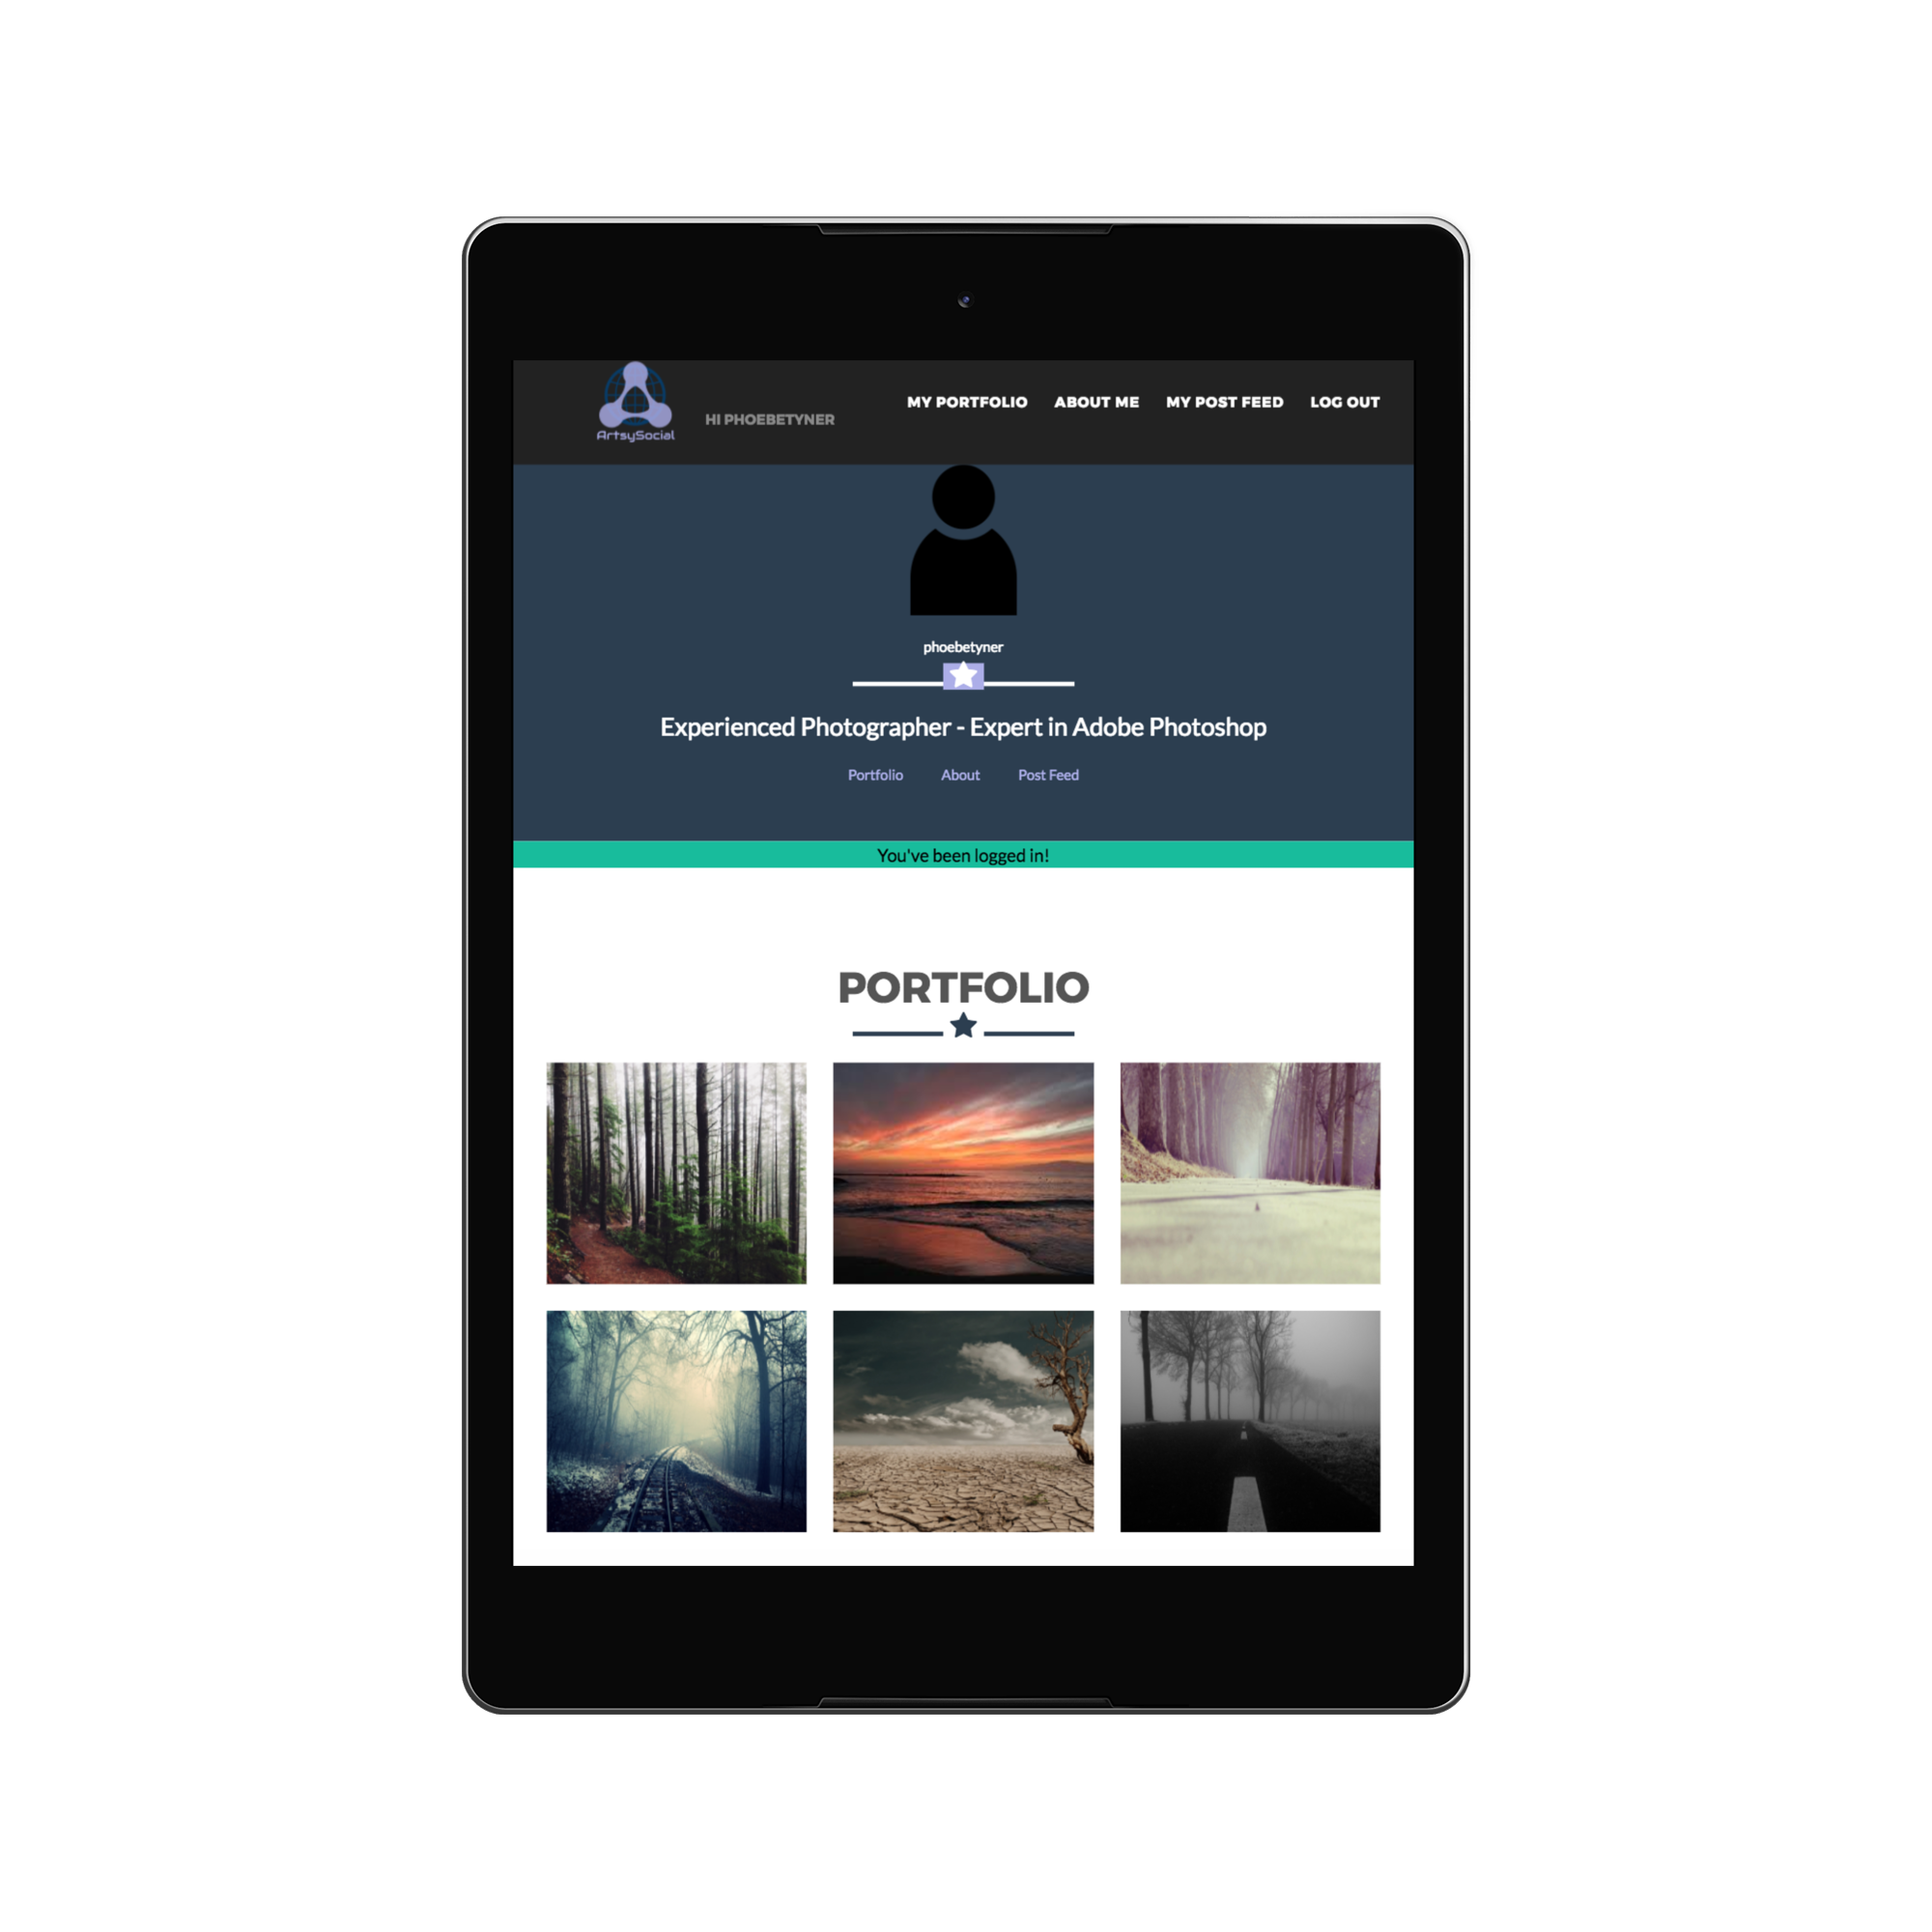 ArtsySocial
HI PHOEBETYNER
MY PORTFOLIO ABOUT ME MY POST FEED LOG OUT
phoebetyner
Experienced Photographer - Expert in Adobe Photoshop
Portfolio About Post Feed
You've been logged in!
PORTFOLIO